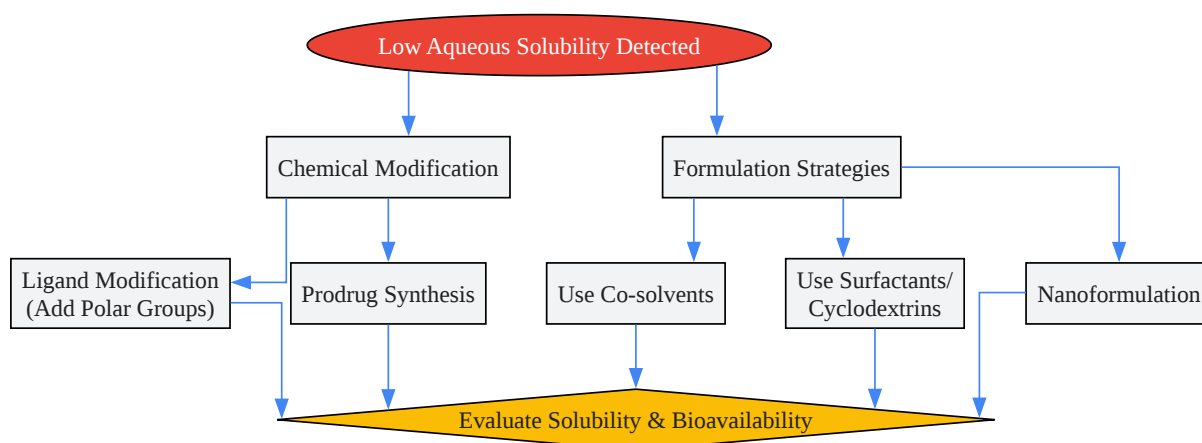 Low Aqueous Solubility Detected
Chemical Modification
Formulation Strategies
Ligand Modification
(Add Polar Groups)
Prodrug Synthesis
Use Co-solvents
Use Surfactants/
Cyclodextrins
Nanoformulation
Evaluate Solubility & Bioavailability